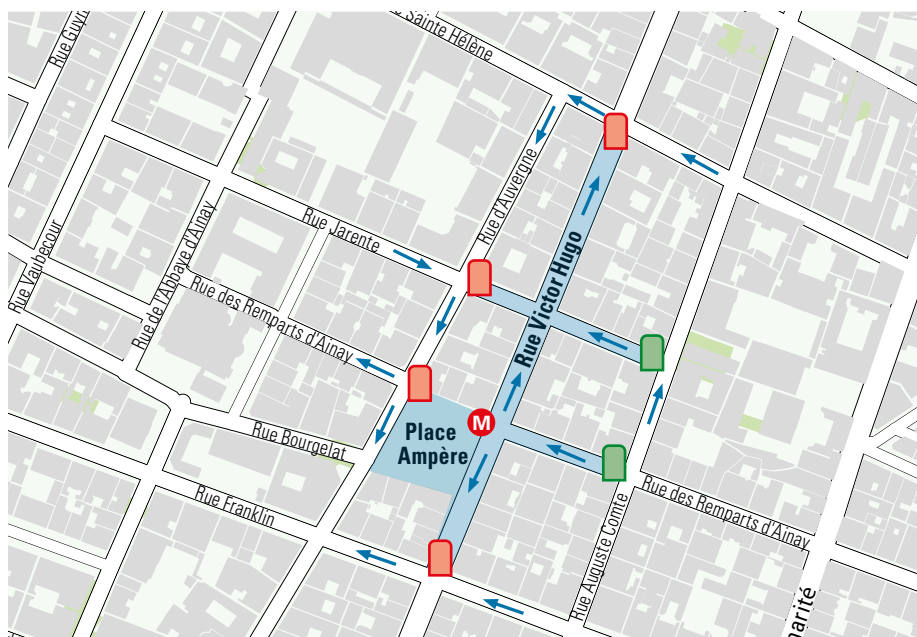 Rue Guyn
Sainte Hélène
Rue d'Auvergne
Rue Jarente
Rue Victor Hugo
Rue Vaubecour
Rue de l'Abbaye d'Ainay
Rue des Remparts d'Ainay
M
Place
Ampère
Rue Bourgelat
Rue Franklin
Rue des Remparts d'Ainay
Rue Auguste Comte
arité